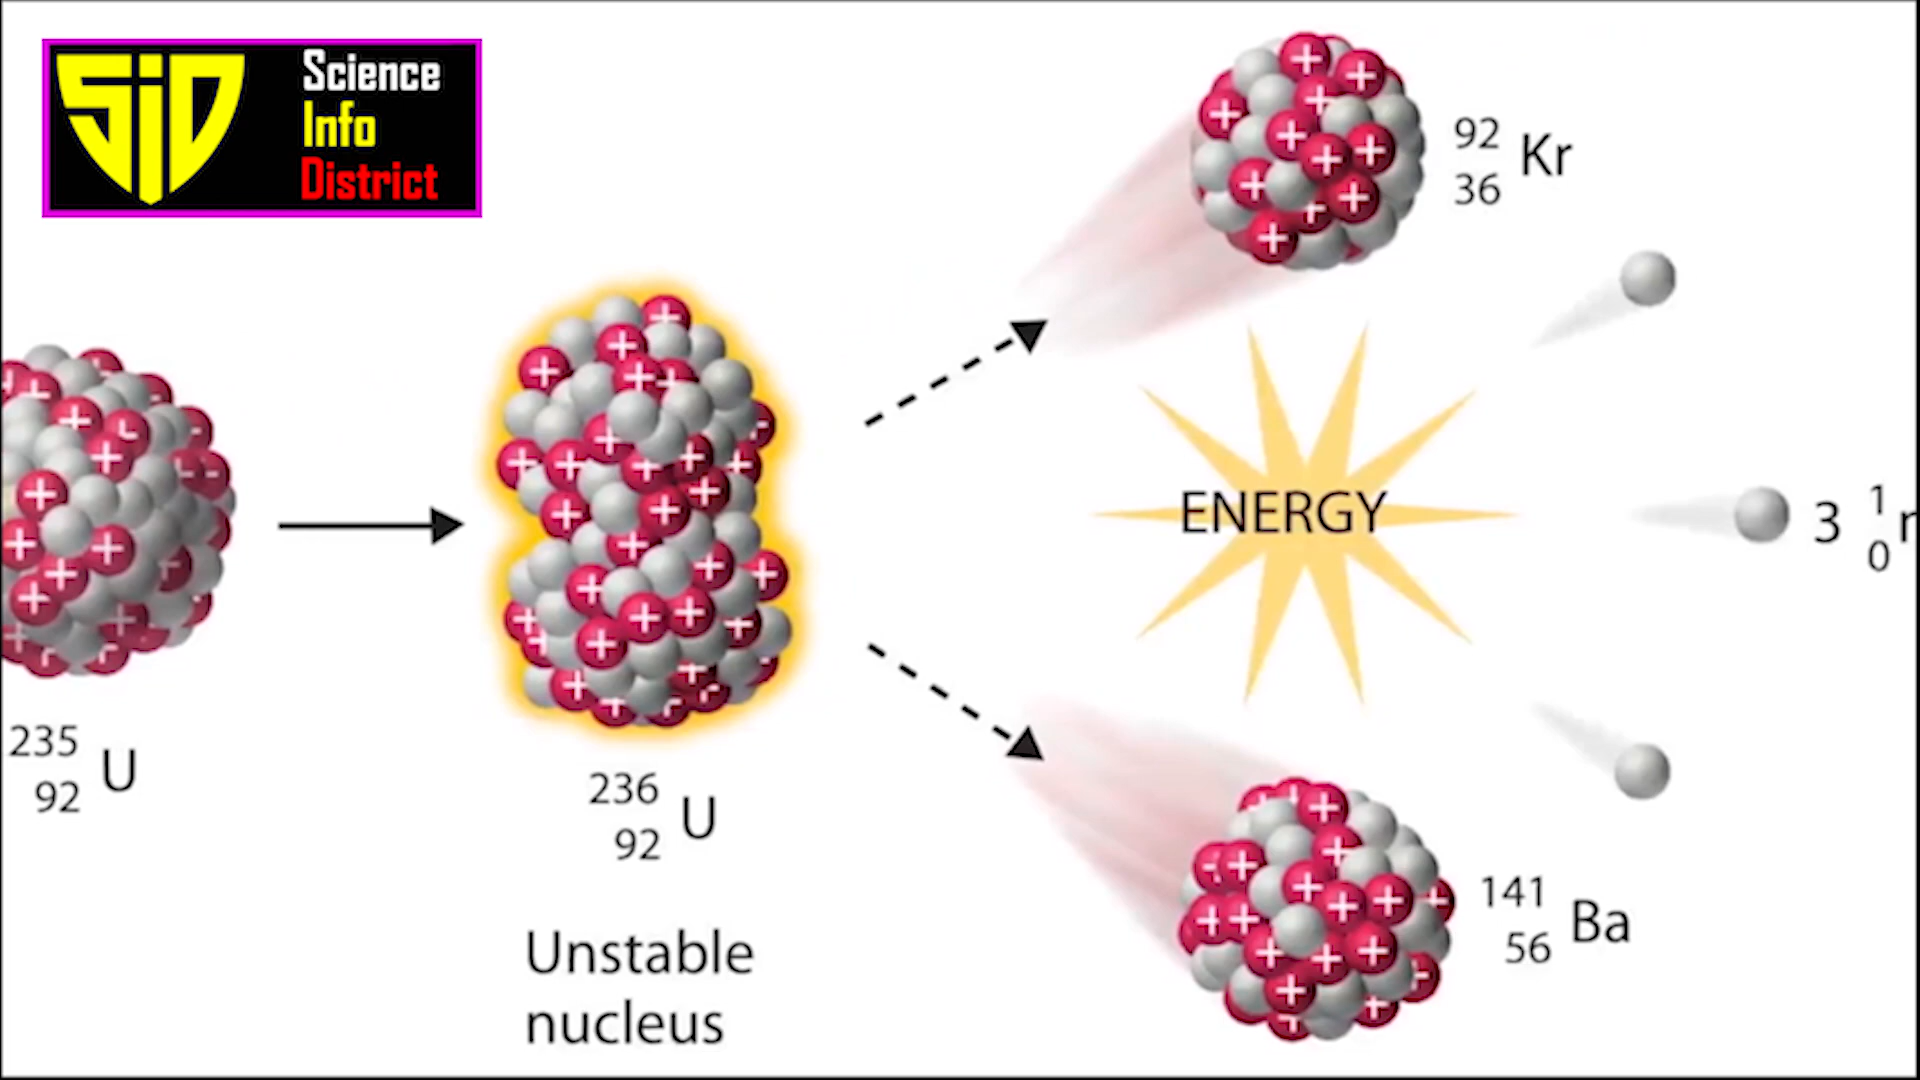 SiD
Science
Info
District
92
36 Kr
ENERGY
3 1
0
235
92 U
236
92 U
141
56 Ba
Unstable
nucleus